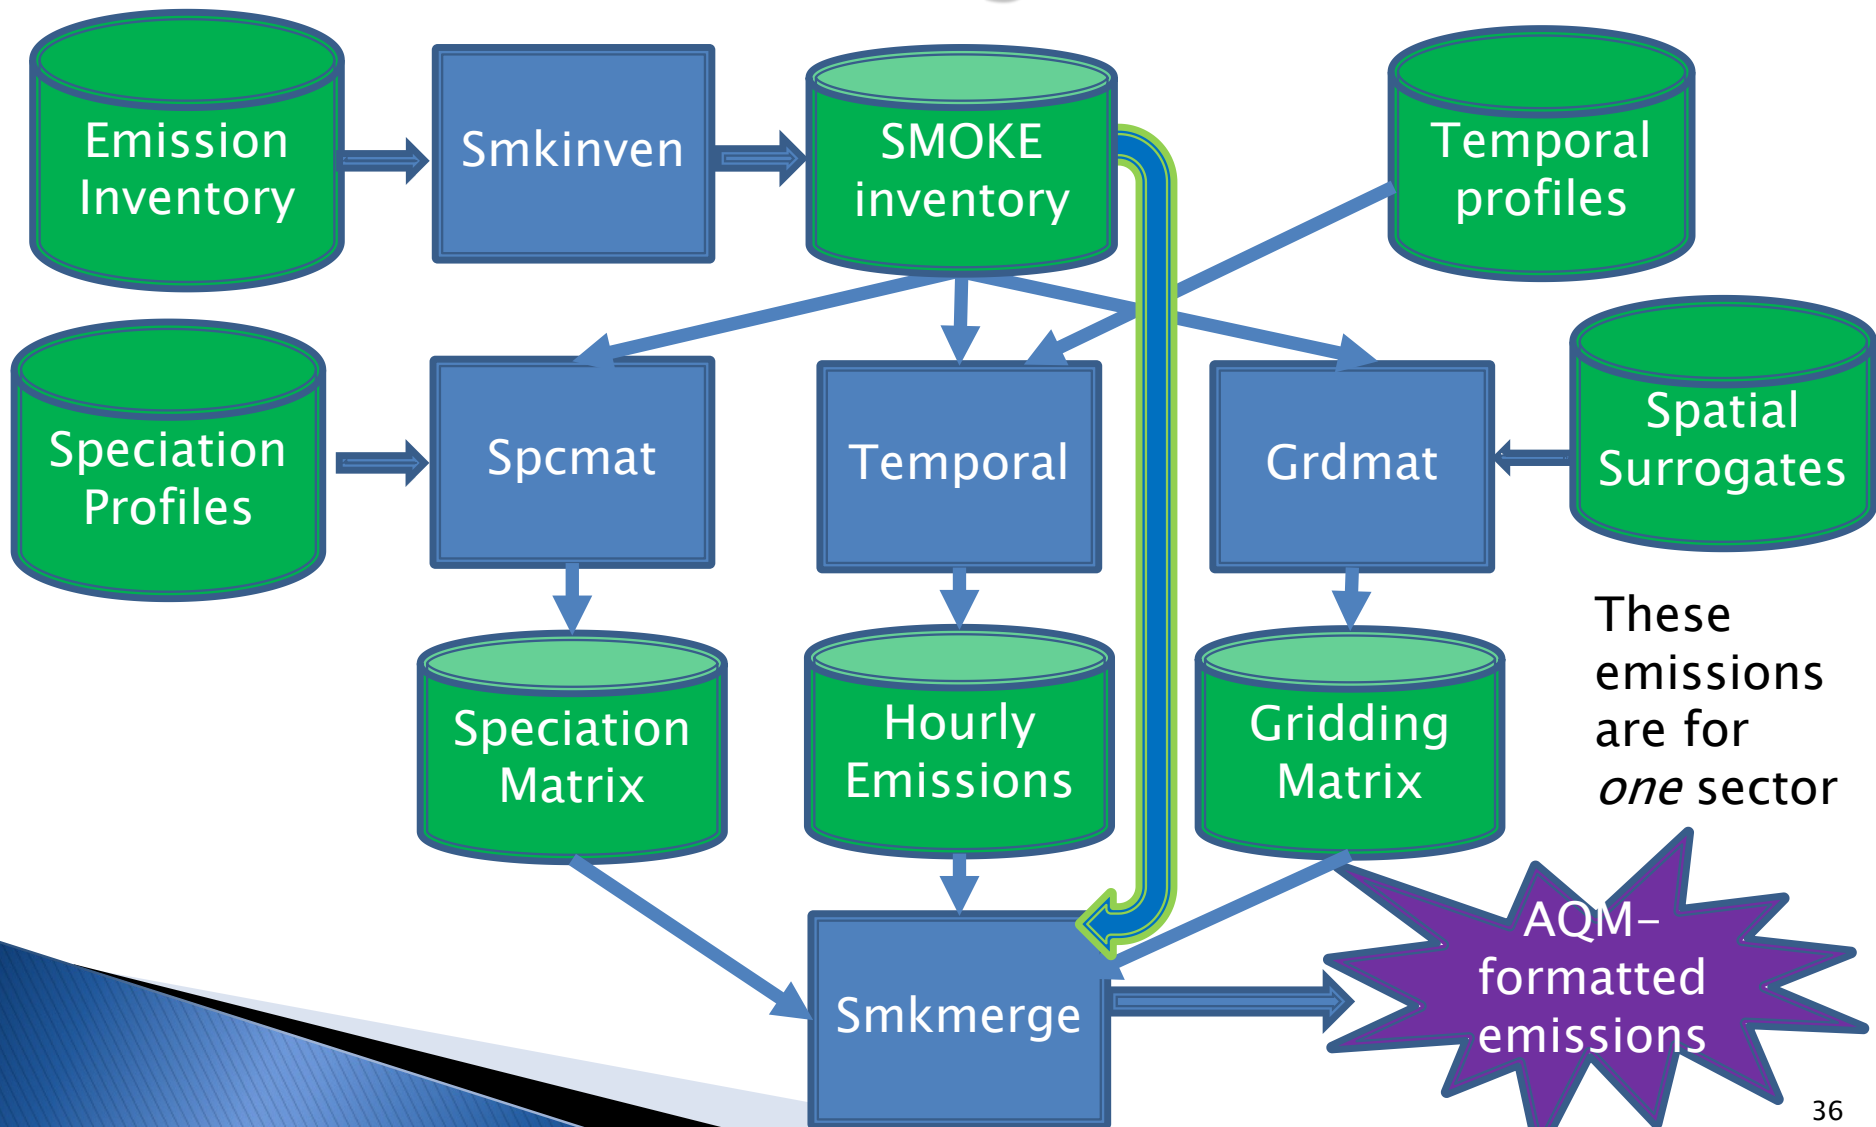 Emission
Inventory
Smkinven
SMOKE
inventory
Temporal
profiles
Speciation
Profiles
Spcmat
Temporal
Grdmat
Spatial
Surrogates
These
emissions
are for
one sector
Speciation
Matrix
Hourly
Emissions
Gridding
Matrix
Smkmerge
AQM-
formatted
emissions
36